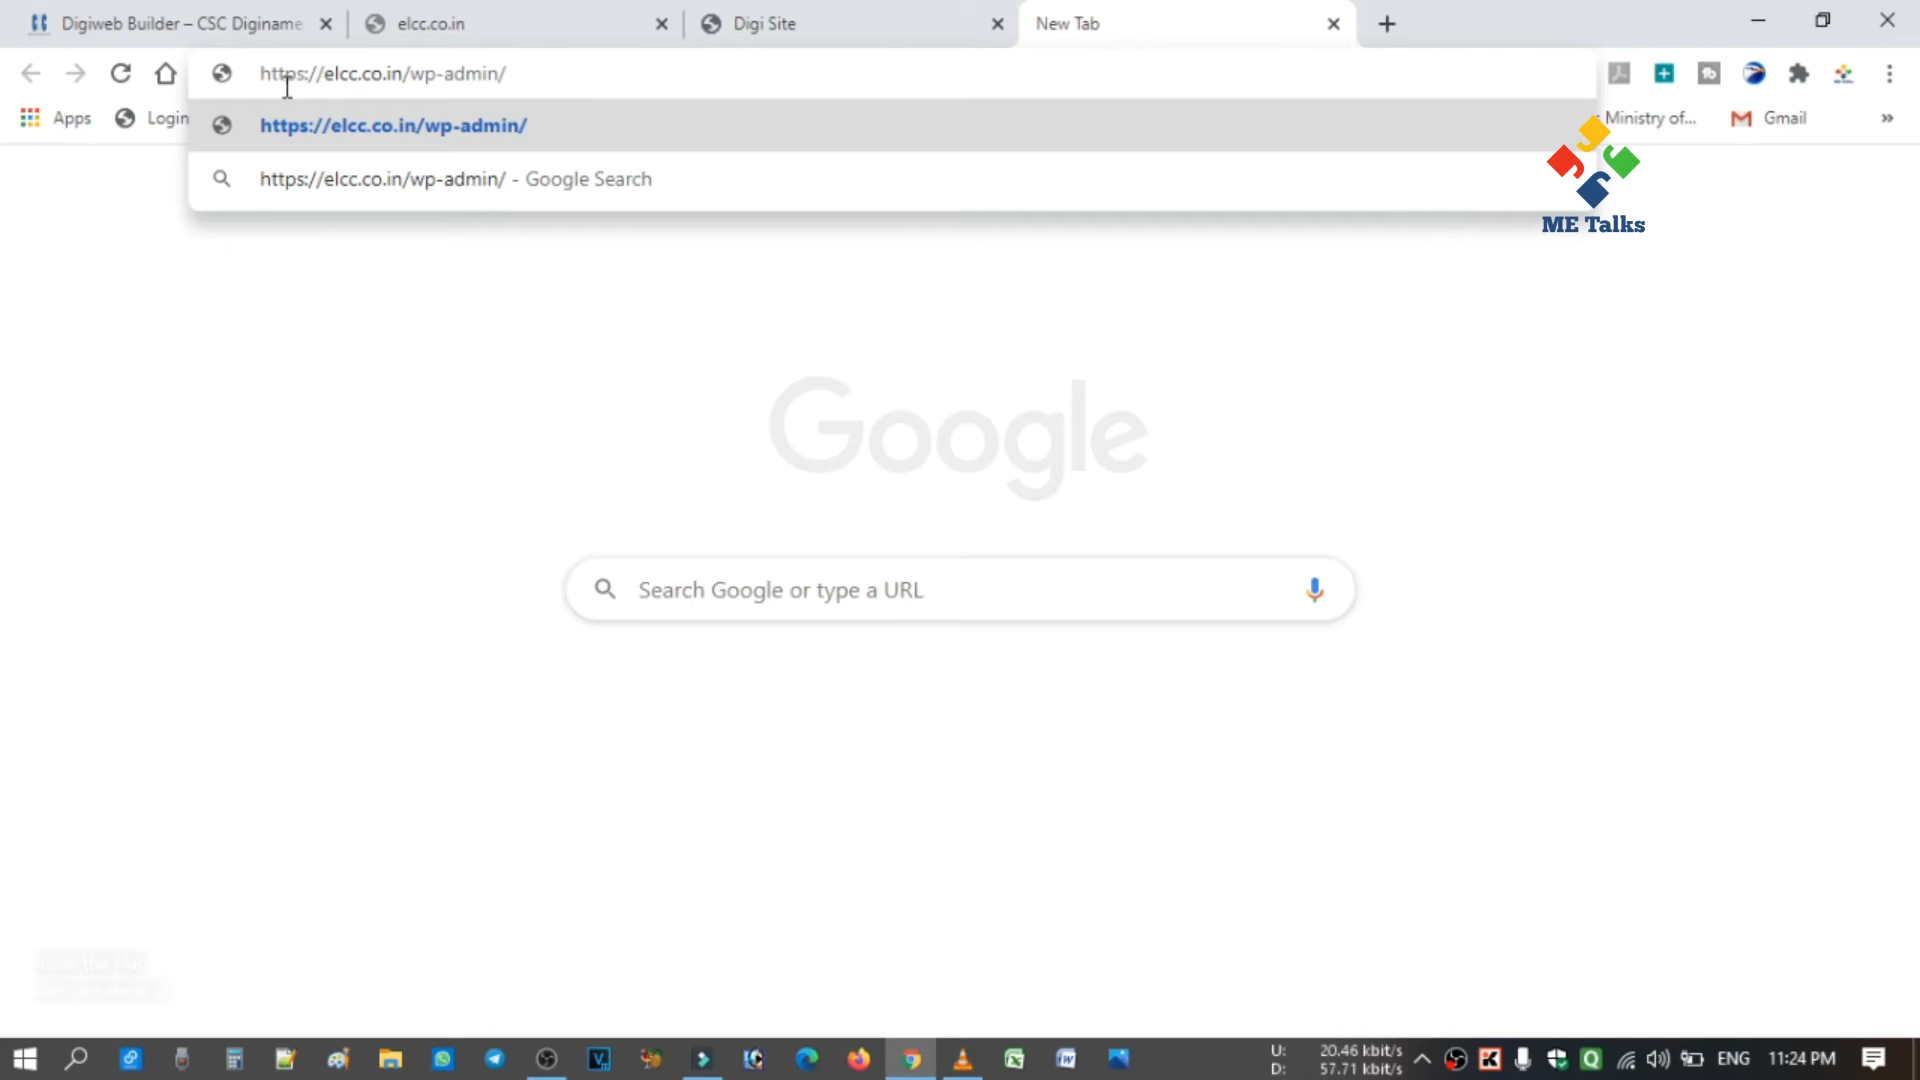 Digiweb Builder – CSC Diginame
elcc.co.in
Digi Site
New Tab
https://elcc.co.in/wp-admin/
Apps
Login
https://elcc.co.in/wp-admin/
Ministry of...
Gmail
https://elcc.co.in/wp-admin/ - Google Search
ME Talks
Google
Search Google or type a URL
U: 20.46 kbit/s
D: 57.71 kbit/s
ENG
11:24 PM